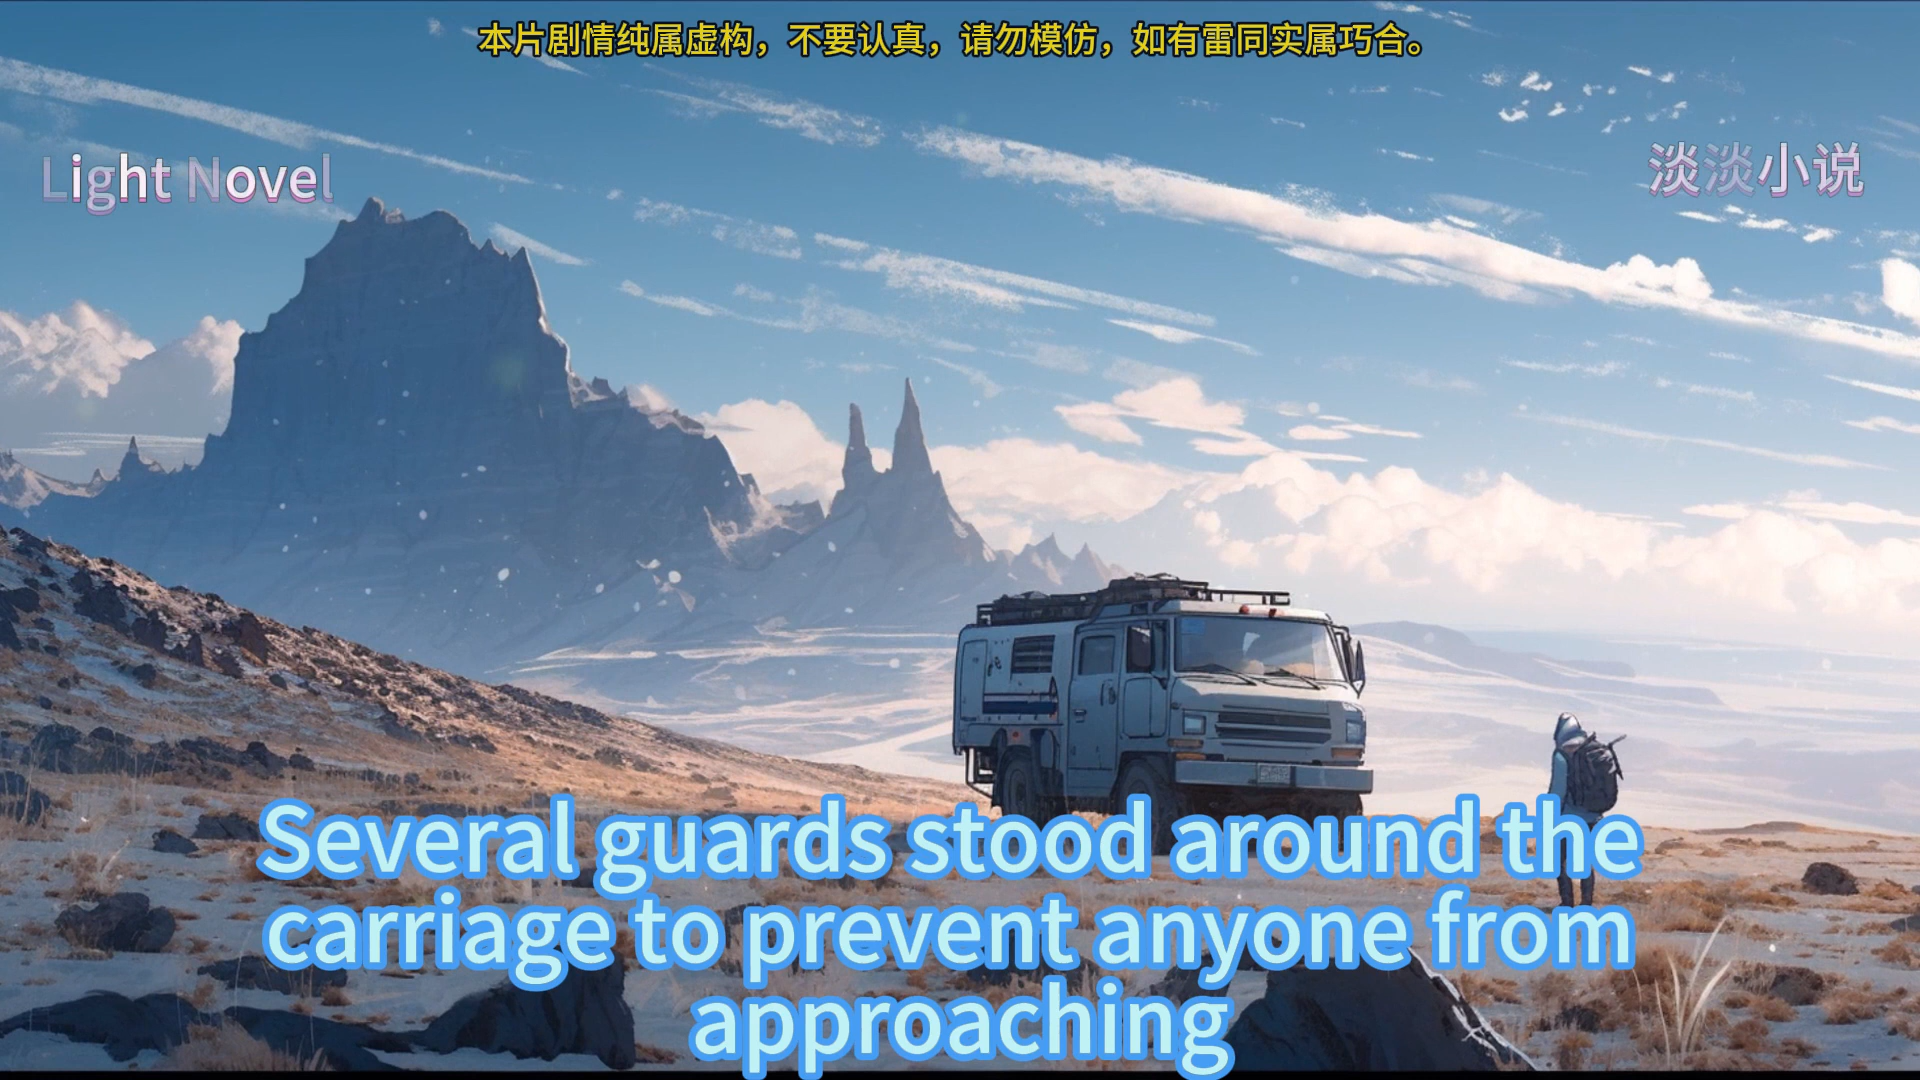 本片剧情纯属虚构，不要认真，请勿模仿，如有雷同实属巧合。
Light Novel
淡淡小说
Several guards stood around the
carriage to prevent anyone from
approaching